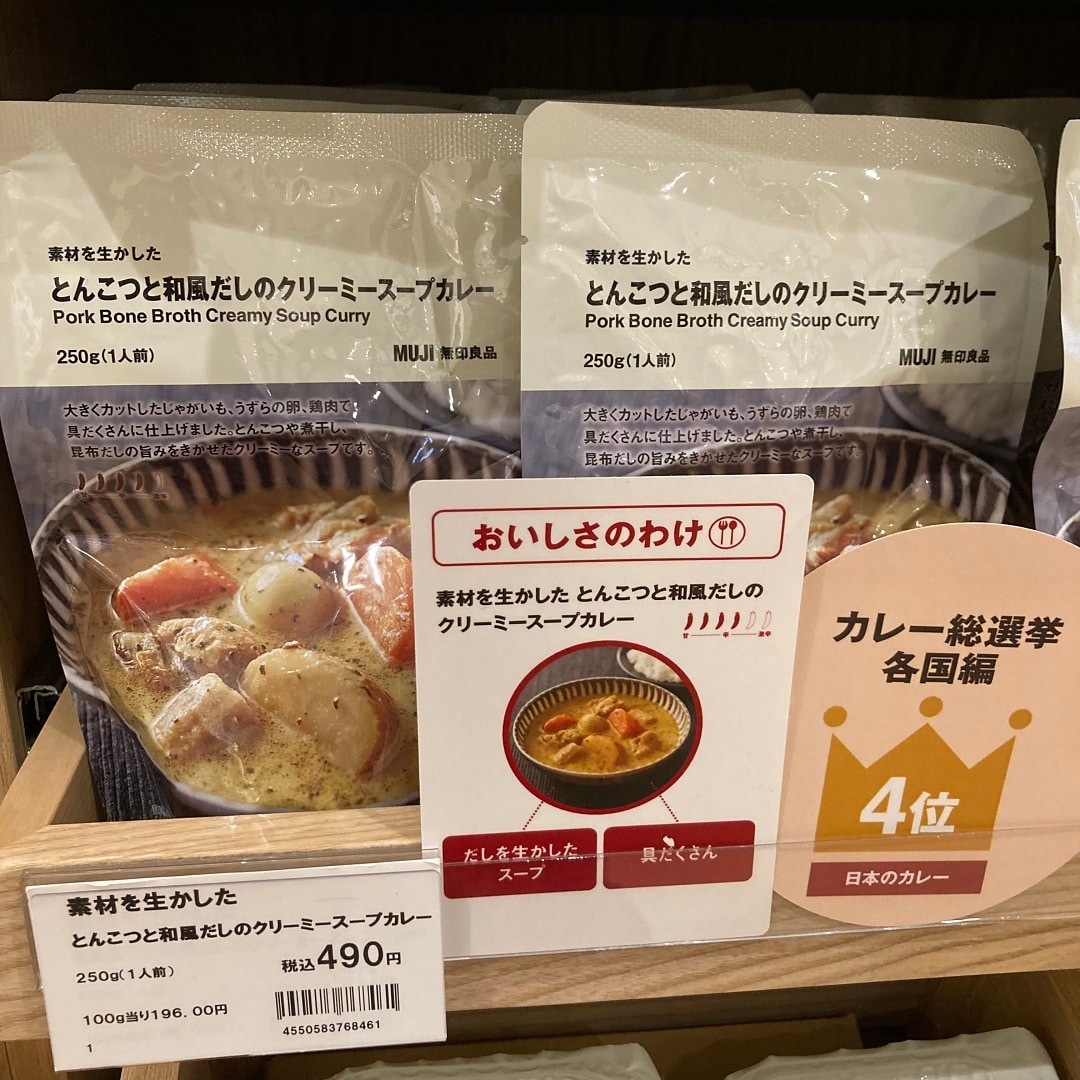 素材を生かした
とんこつと和風だしのクリーミースープカレー
Pork Bone Broth Creamy Soup Curry
250g(1人前)
MUJI 無印良品
大きくカットしたじゃがいも、うずらの卵、鶏肉で
具だくさんに仕上げました。とんこつや煮干し、
昆布だしの旨みをきかせたクリーミーなスープです。
素材を生かした
とんこつと和風だしのクリーミースープカレー
Pork Bone Broth Creamy Soup Curry
250g(1人前)
MUJI 無印良品
大きくカットしたじゃがいも、うずらの卵、鶏肉で
具だくさんに仕上げました。とんこつや煮干し、
昆布だしの旨みをきかせたクリーミーなスープです。
おいしさのわけ
素材を生かした とんこつと和風だしの
クリーミースープカレー
甘 辛 激辛
だしを生かした
スープ
具だくさん
カレー総選挙
各国編
4位
日本のカレー
素材を生かした
とんこつと和風だしのクリーミースープカレー
250g(1人前)
税込490円
100g当り196.00円
4550583768461
1